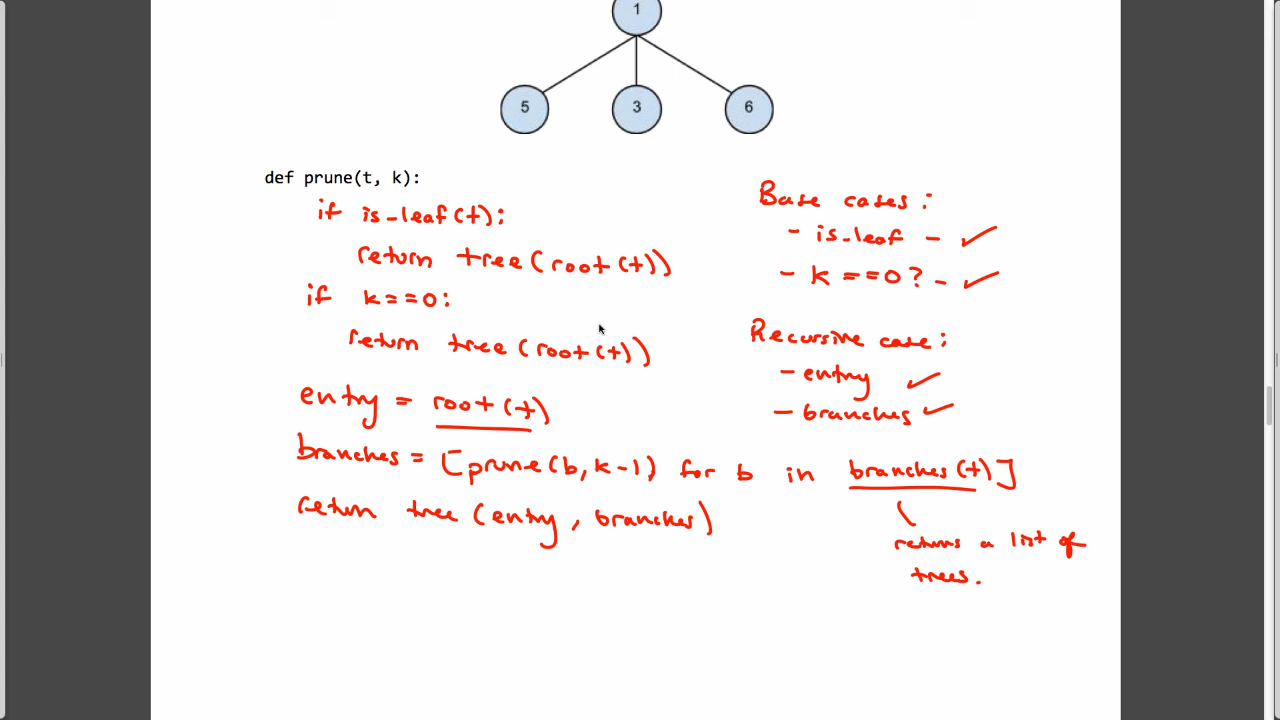 1
5 3 6
def prune(t, k):
if is_leaf(t):
return tree(root(t))
if k==0:
return tree(root(t))
entry = root(t)
branches = [prune(b, k-1) for b in branches(t)]
return tree(entry, branches)
Base cases:
- is_leaf - ✓
- k ==0? - ✓
Recursive case:
- entry ✓
- branches ✓
returns a list of
trees.